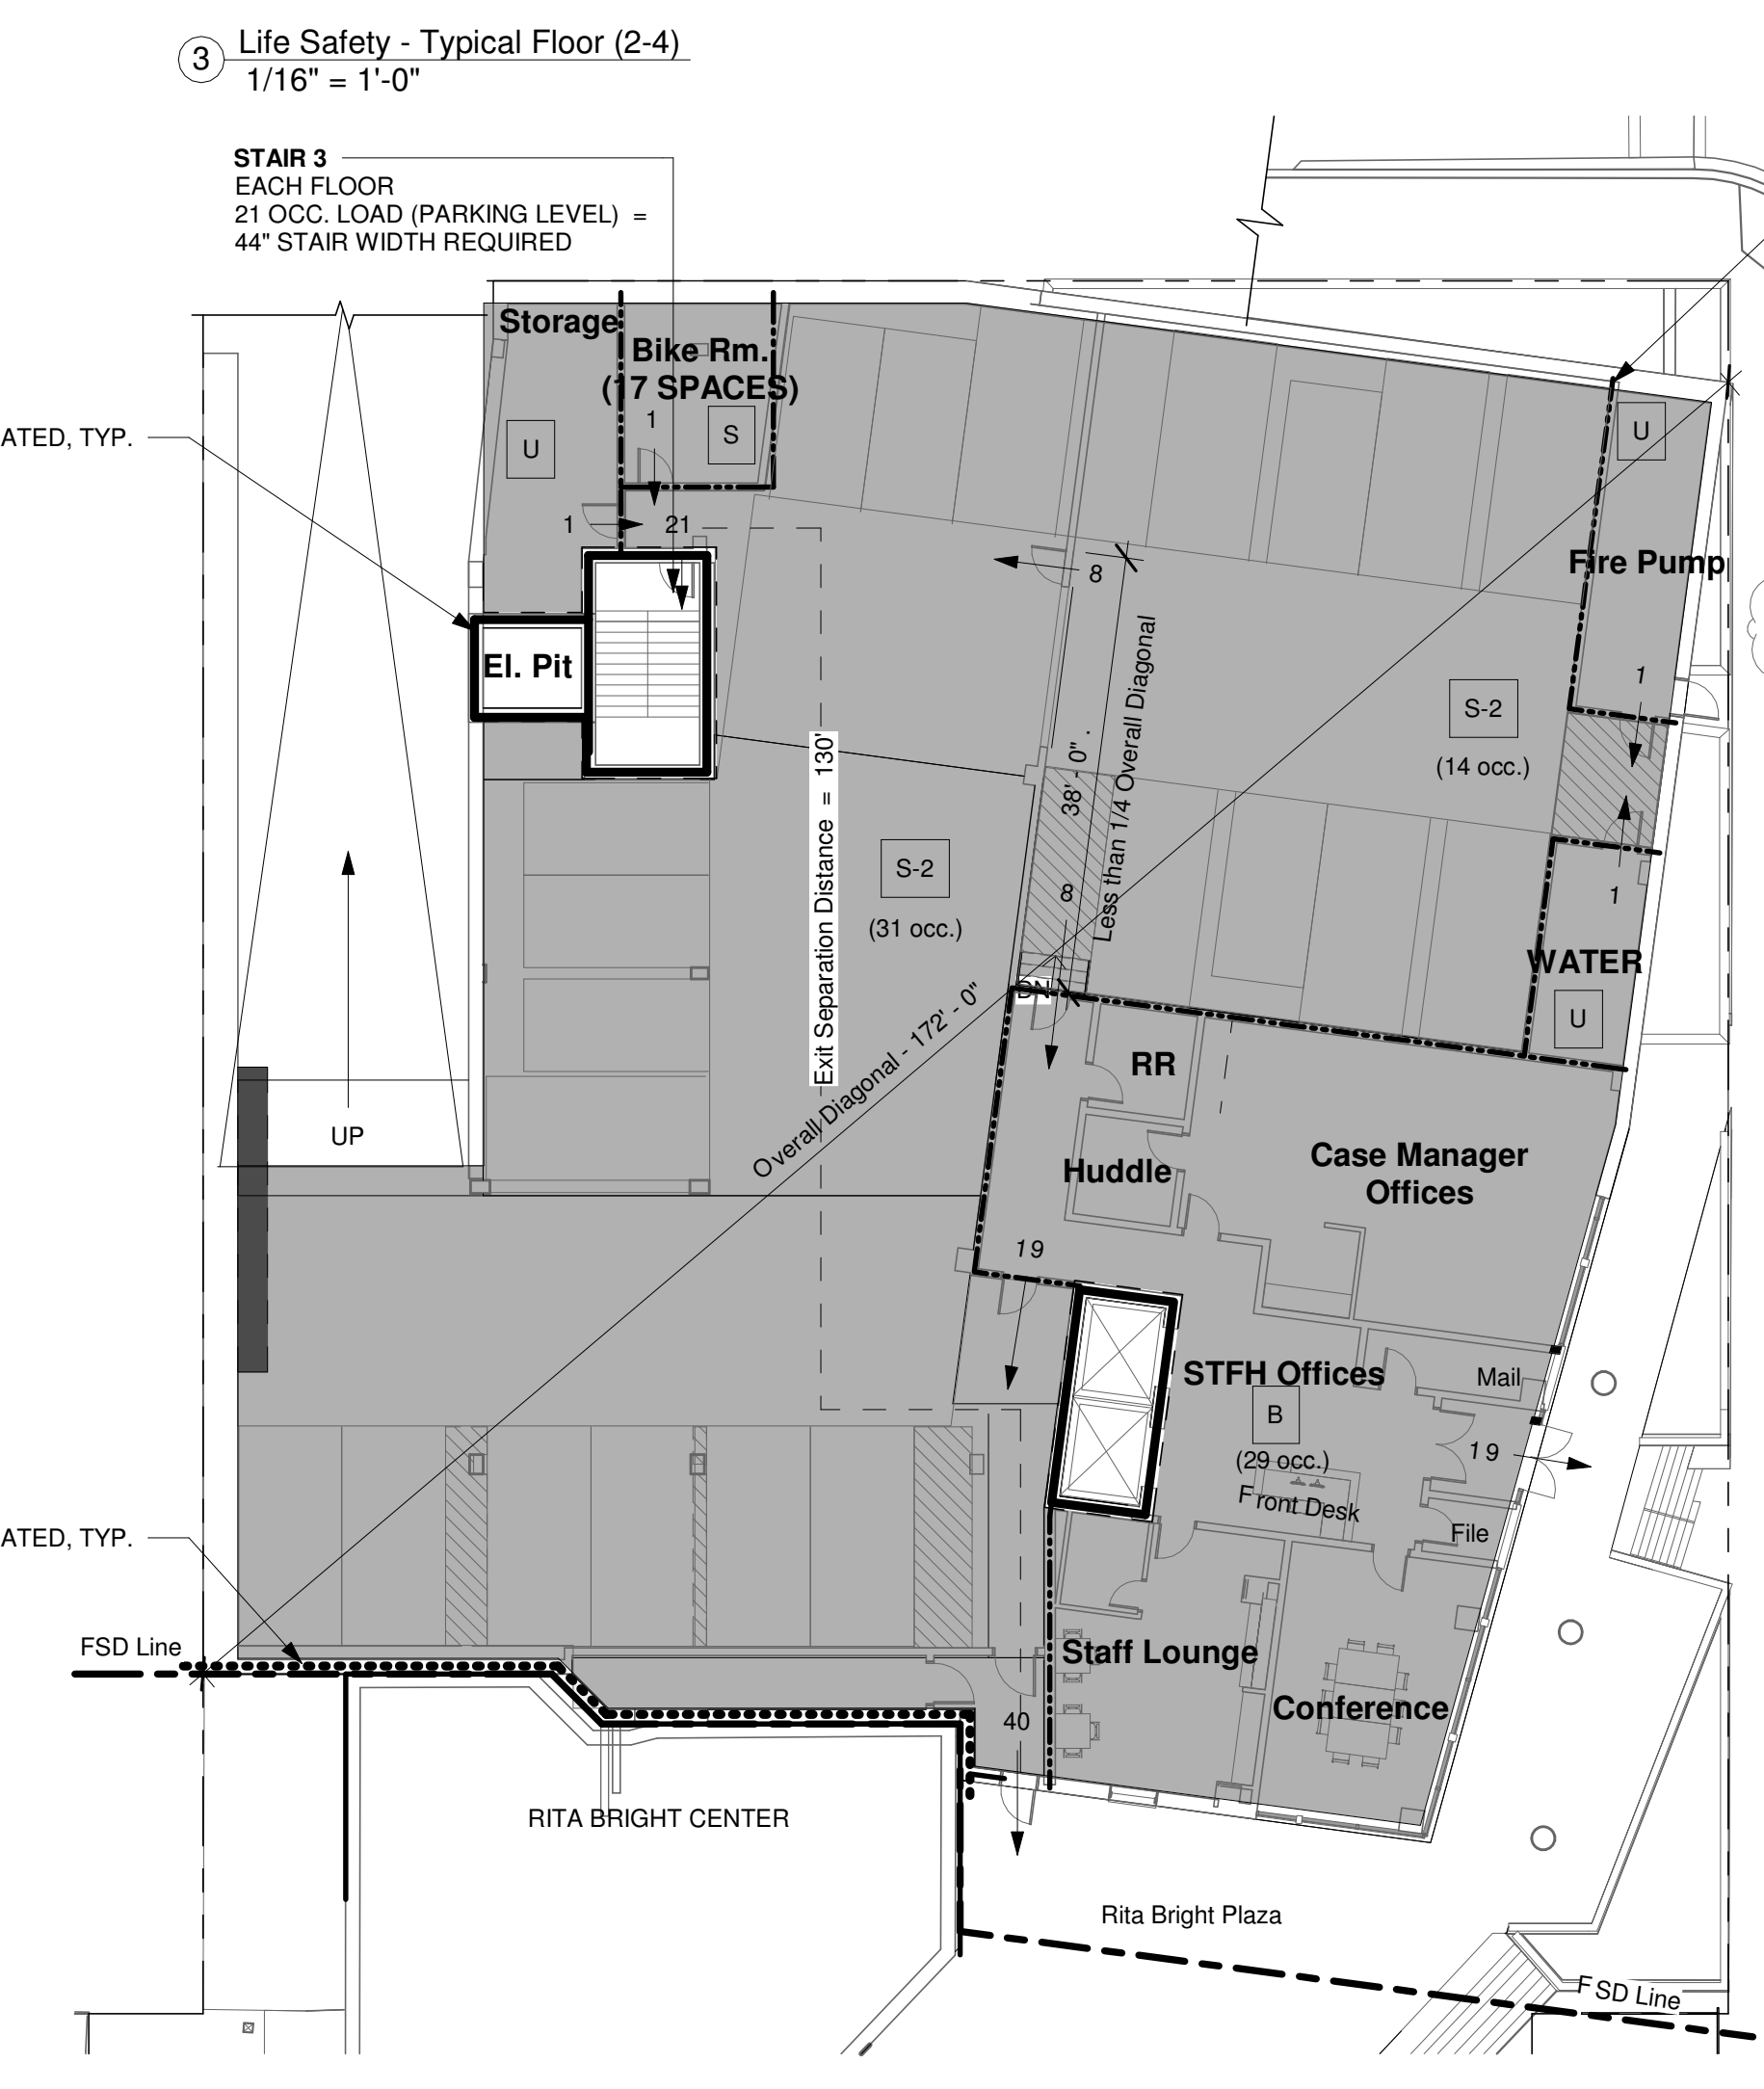 3
Life Safety - Typical Floor (2-4)
1/16" = 1'-0"
STAIR 3
EACH FLOOR
21 OCC. LOAD (PARKING LEVEL) =
44" STAIR WIDTH REQUIRED
Storage
Bike Rm.
(17 SPACES)
1
S
U
U
ATED, TYP.
1
21
8
Fire Pump
El. Pit
1
S-2
(14 occ.)
38' - 0"
Less than 1/4 Overall Diagonal
Exit Separation Distance = 130'
S-2
(31 occ.)
8
1
WATER
U
DN
Overall Diagonal - 172' - 0"
RR
UP
Huddle
Case Manager
Offices
19
STFH Offices
Mail
B
(29 occ.)
19
Front Desk
File
ATED, TYP.
FSD Line
Staff Lounge
Conference
40
RITA BRIGHT CENTER
Rita Bright Plaza
FSD Line